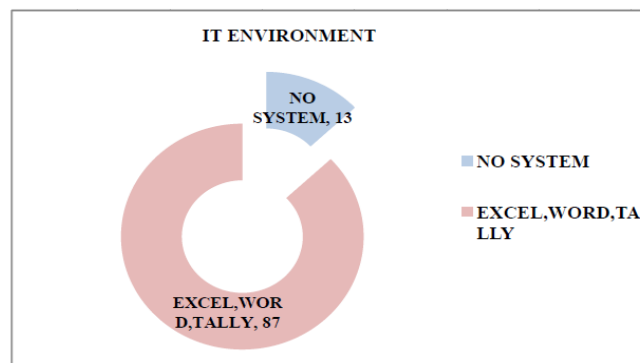 IT ENVIRONMENT
NO
SYSTEM, 13
NO SYSTEM
EXCEL,WORD,TA
LLY
EXCEL,WOR
D,TALLY, 87